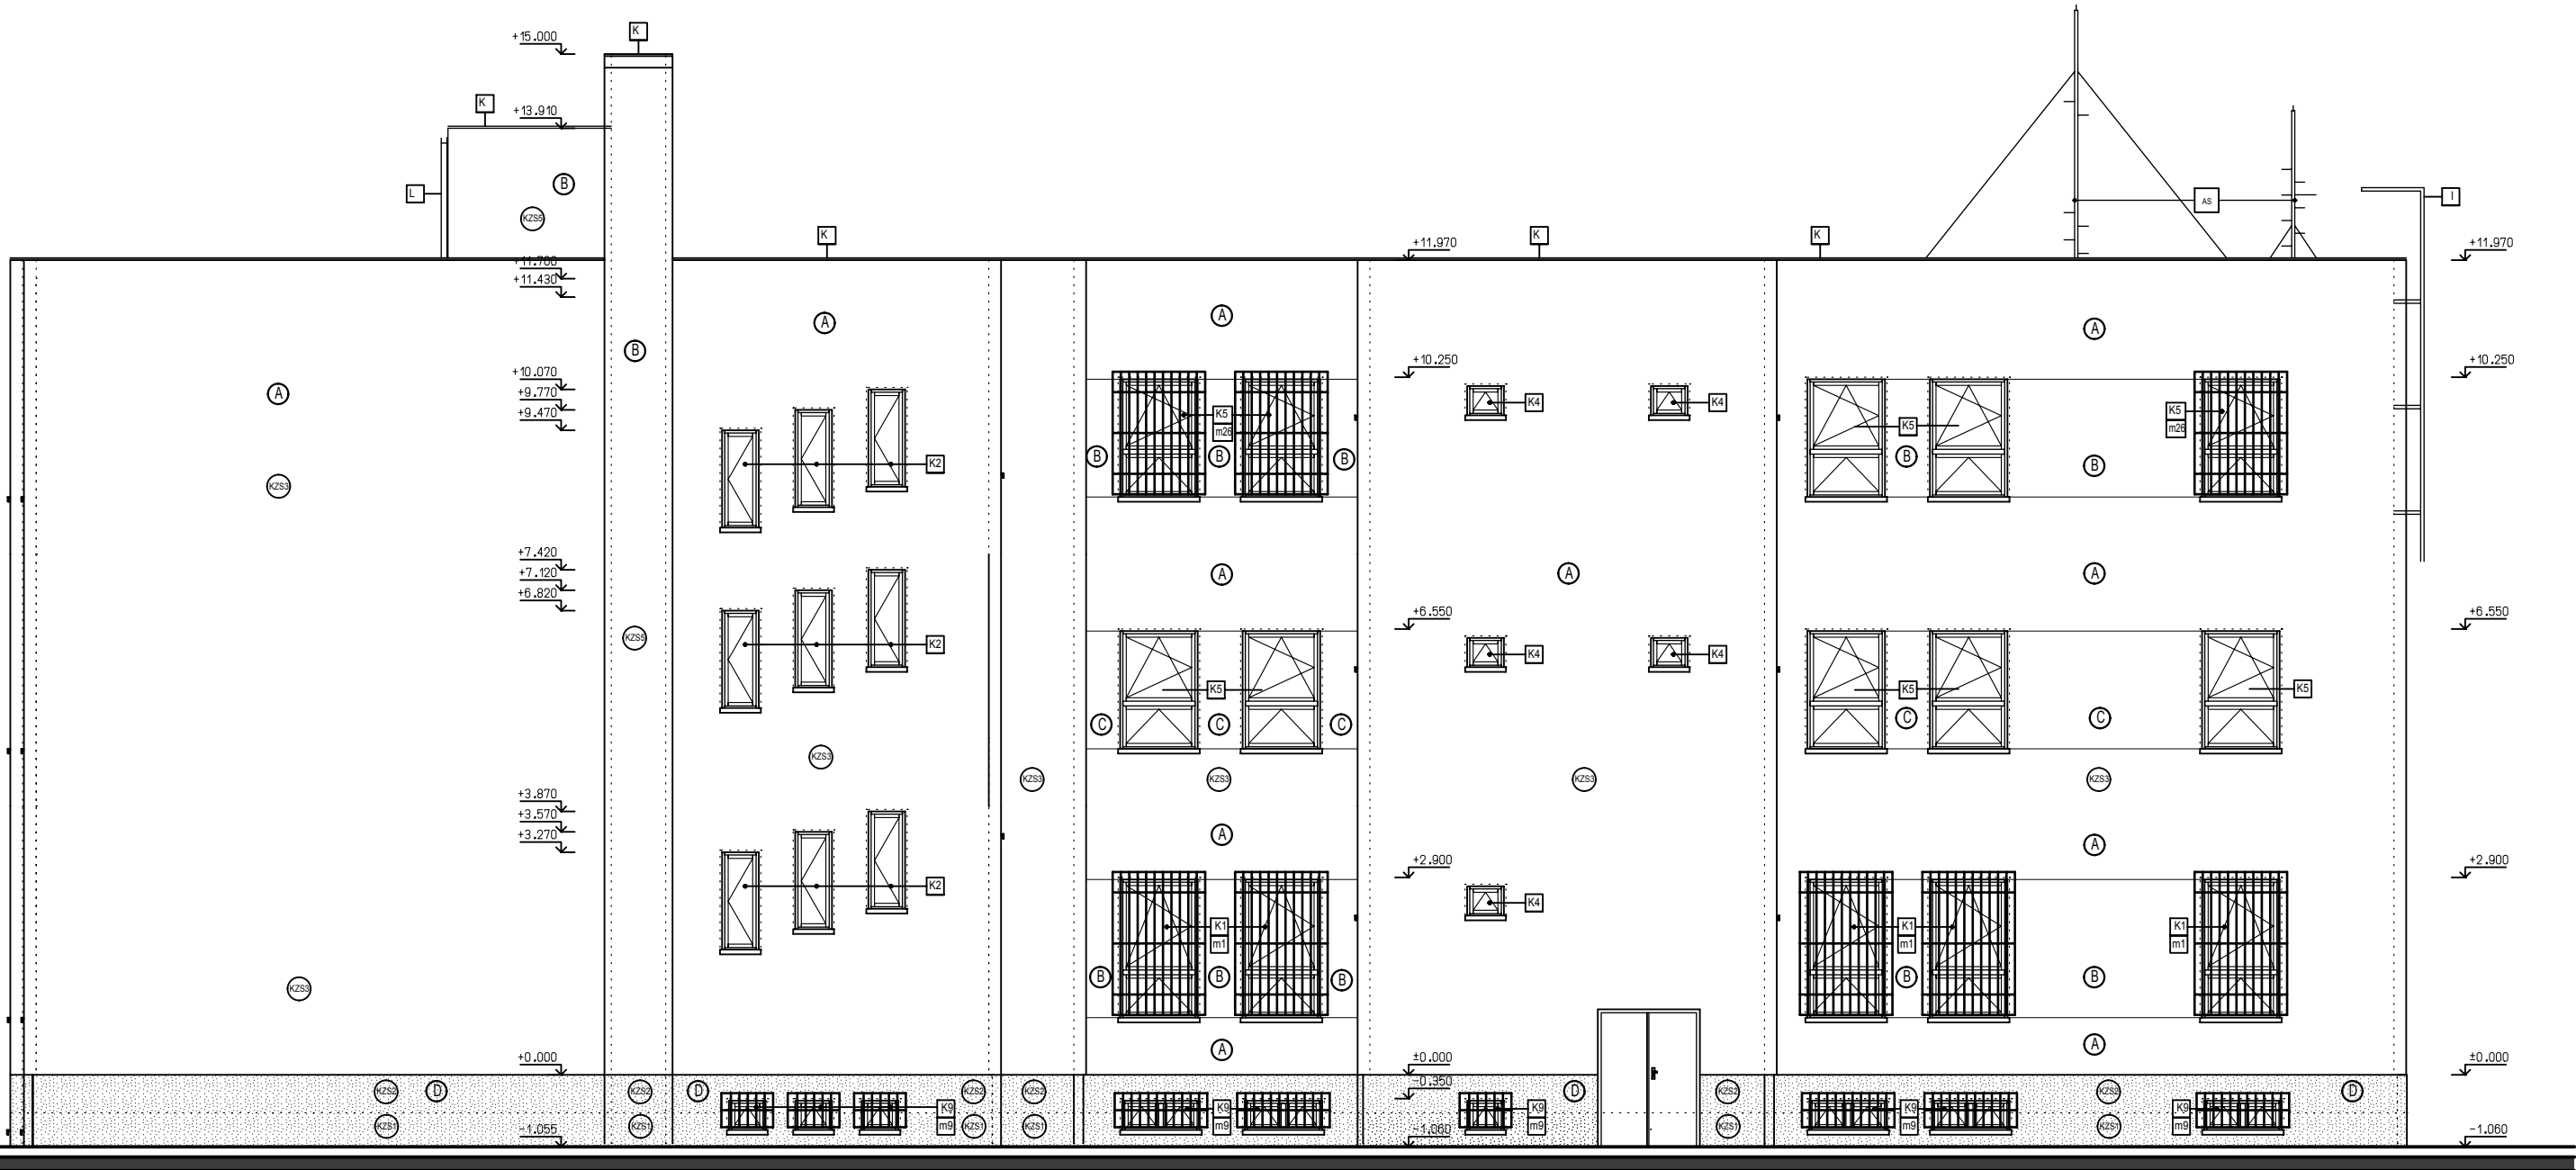 K
+15.000
K
+13.910
B
L
AS
I
KZS5
K
K
K
+11.970
+11.970
+11.700
+11.430
A
A
A
B
+10.250
+10.250
+10.070
+9.770
+9.470
A
K4
K4
K5
m26
K5
K5
m26
B
B
B
B
B
K2
KZS3
+7.420
+7.120
+6.820
A
A
A
+6.550
+6.550
KZS5
K2
K4
K4
K5
K5
K5
C
C
C
C
C
KZS3
KZS3
KZS3
KZS3
KZS3
+3.870
+3.570
+3.270
A
A
+2.900
+2.900
K2
K4
K1
m1
K1
m1
K1
m1
B
B
B
B
B
KZS3
A
A
+0.000
±0.000
±0.000
-0.350
KZS2
D
KZS2
D
KZS2
KZS2
D
KZS2
KZS2
D
K9
m9
K9
m9
K9
m9
K9
m9
K9
m9
KZS1
KZS1
KZS1
KZS1
KZS1
KZS1
-1.055
-1.060
-1.060